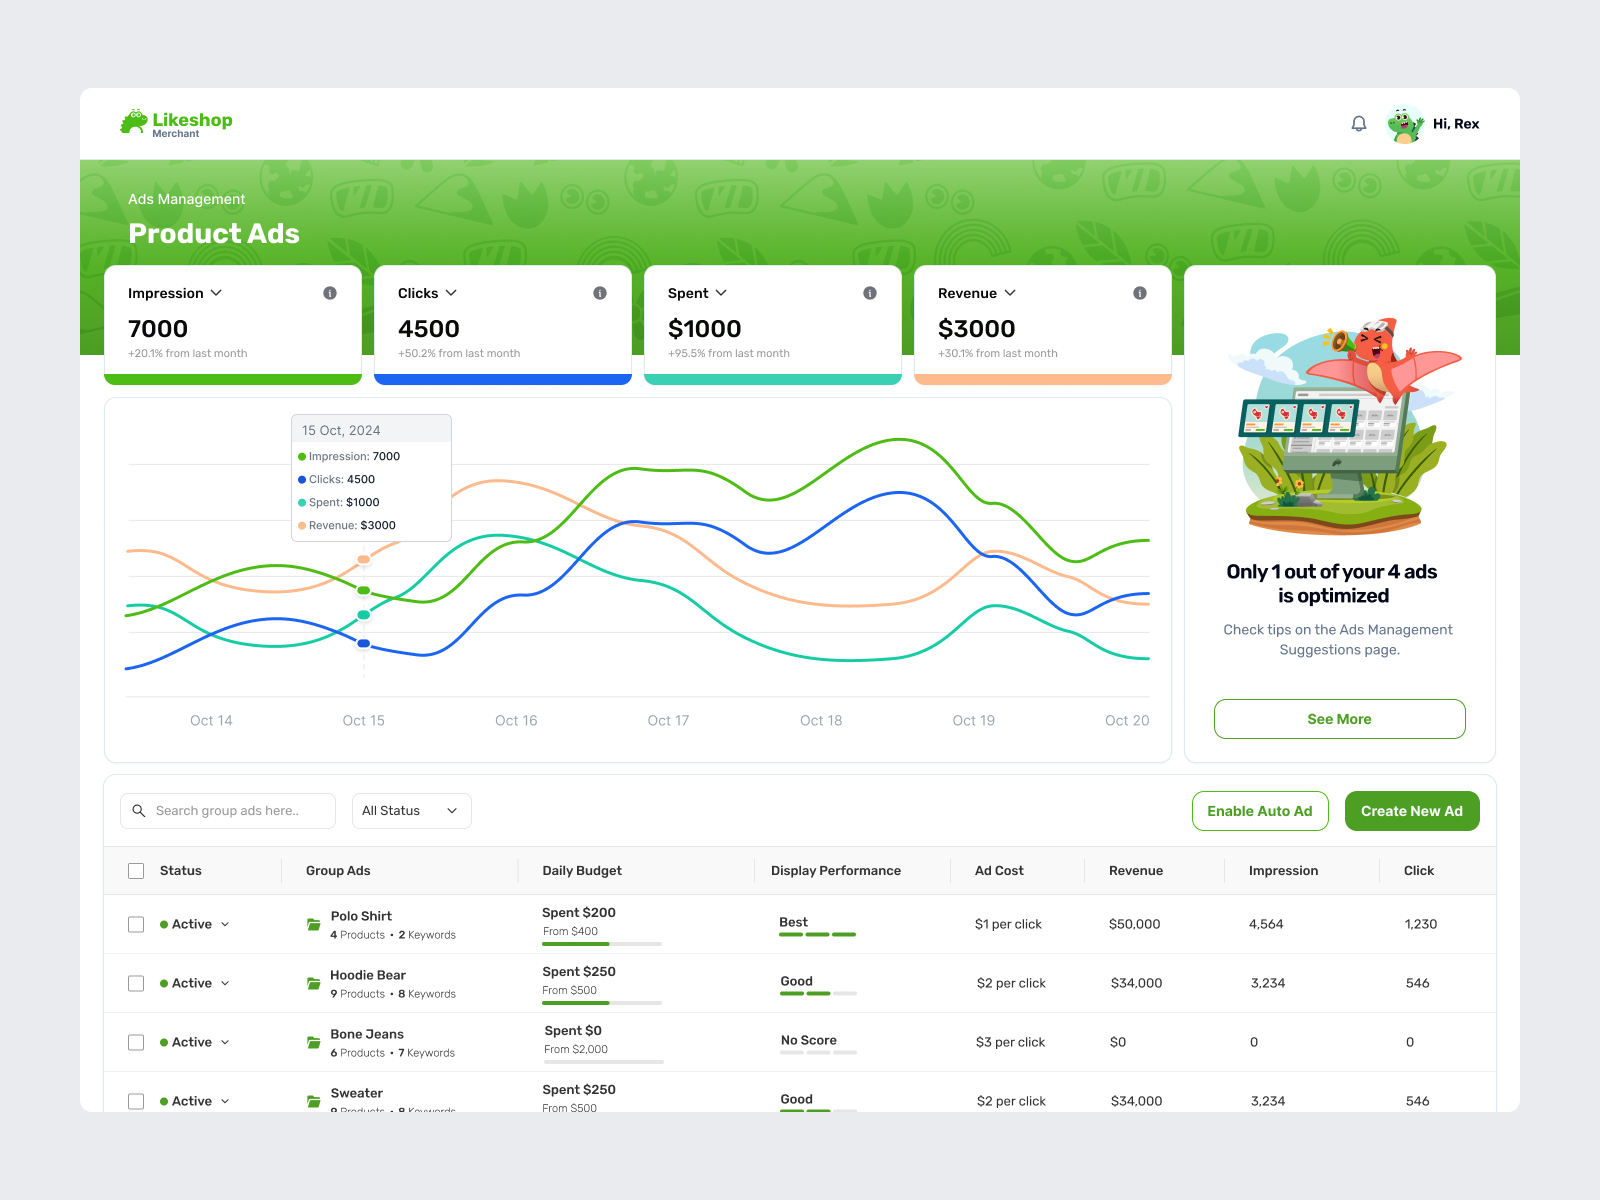 Likeshop
Merchant
Hi, Rex
Ads Management
Product Ads
Impression
7000
+20.1% from last month
Clicks
4500
+50.2% from last month
Spent
$1000
+95.5% from last month
Revenue
$3000
+30.1% from last month
15 Oct, 2024
Impression: 7000
Clicks: 4500
Spent: $1000
Revenue: $3000
Oct 14 Oct 15 Oct 16 Oct 17 Oct 18 Oct 19 Oct 20
Only 1 out of your 4 ads
is optimized
Check tips on the Ads Management
Suggestions page.
See More
Search group ads here..
All Status
Enable Auto Ad
Create New Ad
Status Group Ads Daily Budget Display Performance Ad Cost Revenue Impression Click
Active
Polo Shirt
4 Products • 2 Keywords
Spent $200
From $400
Best
$1 per click
$50,000
4,564
1,230
Active
Hoodie Bear
9 Products • 8 Keywords
Spent $250
From $500
Good
$2 per click
$34,000
3,234
546
Active
Bone Jeans
6 Products • 7 Keywords
Spent $0
From $2,000
No Score
$3 per click
$0
0
0
Active
Sweater
9 Products • 8 Keywords
Spent $250
From $500
Good
$2 per click
$34,000
3,234
546